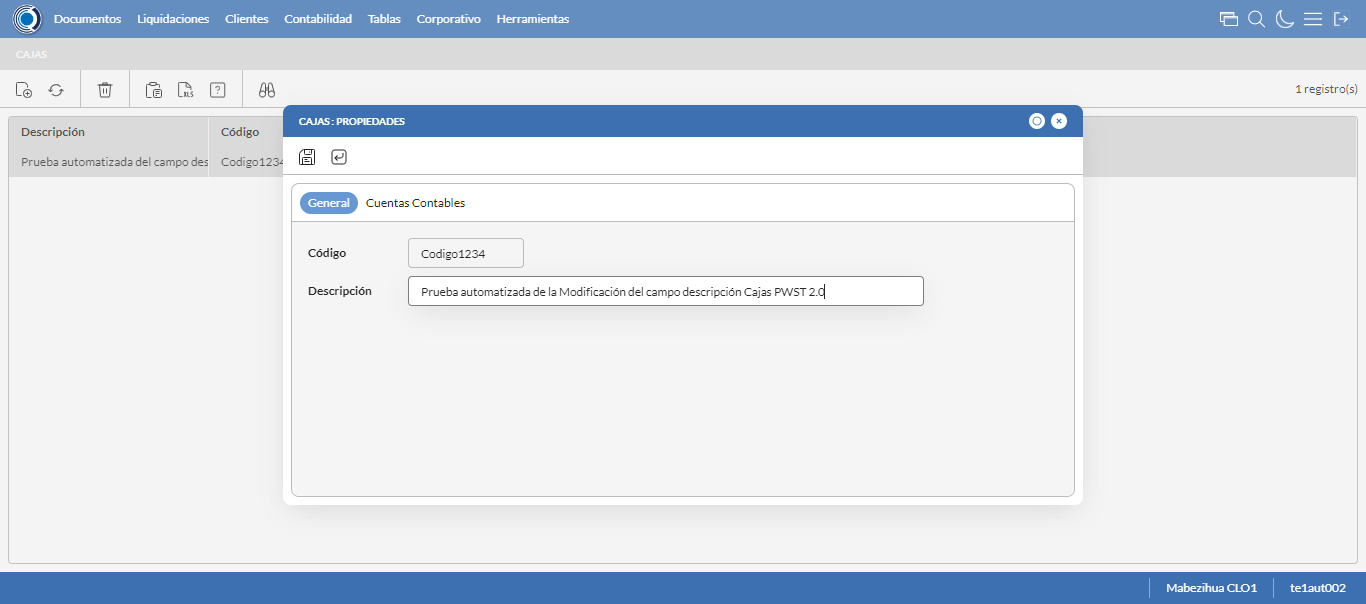 Documentos Liquidaciones Clientes Contabilidad Tablas Corporativo Herramientas
CAJAS
XLS ? 1 registro(s)
Descripción Código
Prueba automatizada del campo des Codigo1234
CAJAS : PROPIEDADES
General Cuentas Contables
Código Codigo1234
Descripción Prueba automatizada de la Modificación del campo descripción Cajas PWST 2.0
Mabezihua CLO1 te1aut002